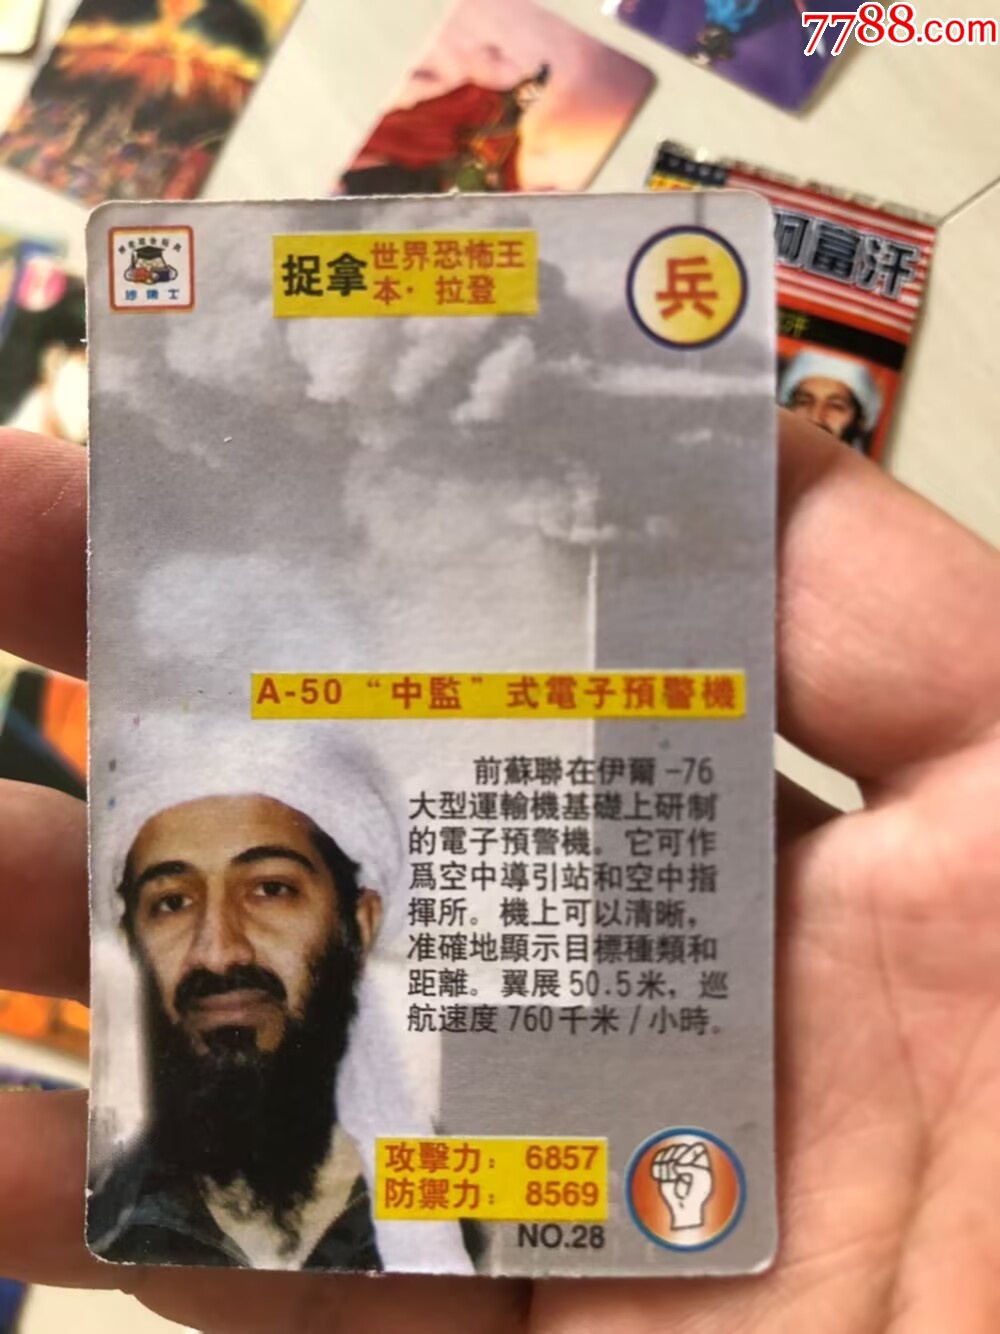 7788.com
阿富汗
捉拿 世界恐怖王
本·拉登
兵
A-50 “中監” 式電子預警機
前蘇聯在伊爾-76
大型運輸機基礎上研制
的電子預警機。它可作
爲空中導引站和空中指
揮所。機上可以清晰，
准確地顯示目標種類和
距離。翼展50.5米，巡
航速度760千米/小時。
攻擊力：6857
防禦力：8569
NO.28